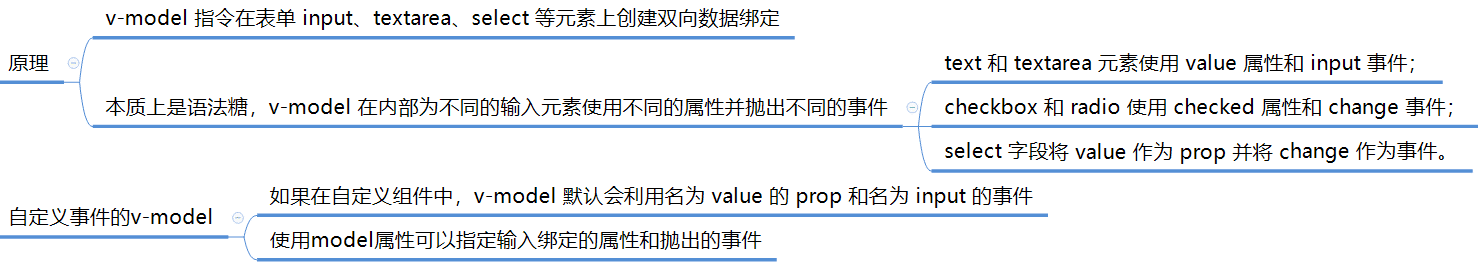 原理
v-model 指令在表单 input、textarea、select 等元素上创建双向数据绑定
本质上是语法糖，v-model 在内部为不同的输入元素使用不同的属性并抛出不同的事件
text 和 textarea 元素使用 value 属性和 input 事件；
checkbox 和 radio 使用 checked 属性和 change 事件；
select 字段将 value 作为 prop 并将 change 作为事件。
自定义事件的v-model
如果在自定义组件中，v-model 默认会利用名为 value 的 prop 和名为 input 的事件
使用model属性可以指定输入绑定的属性和抛出的事件